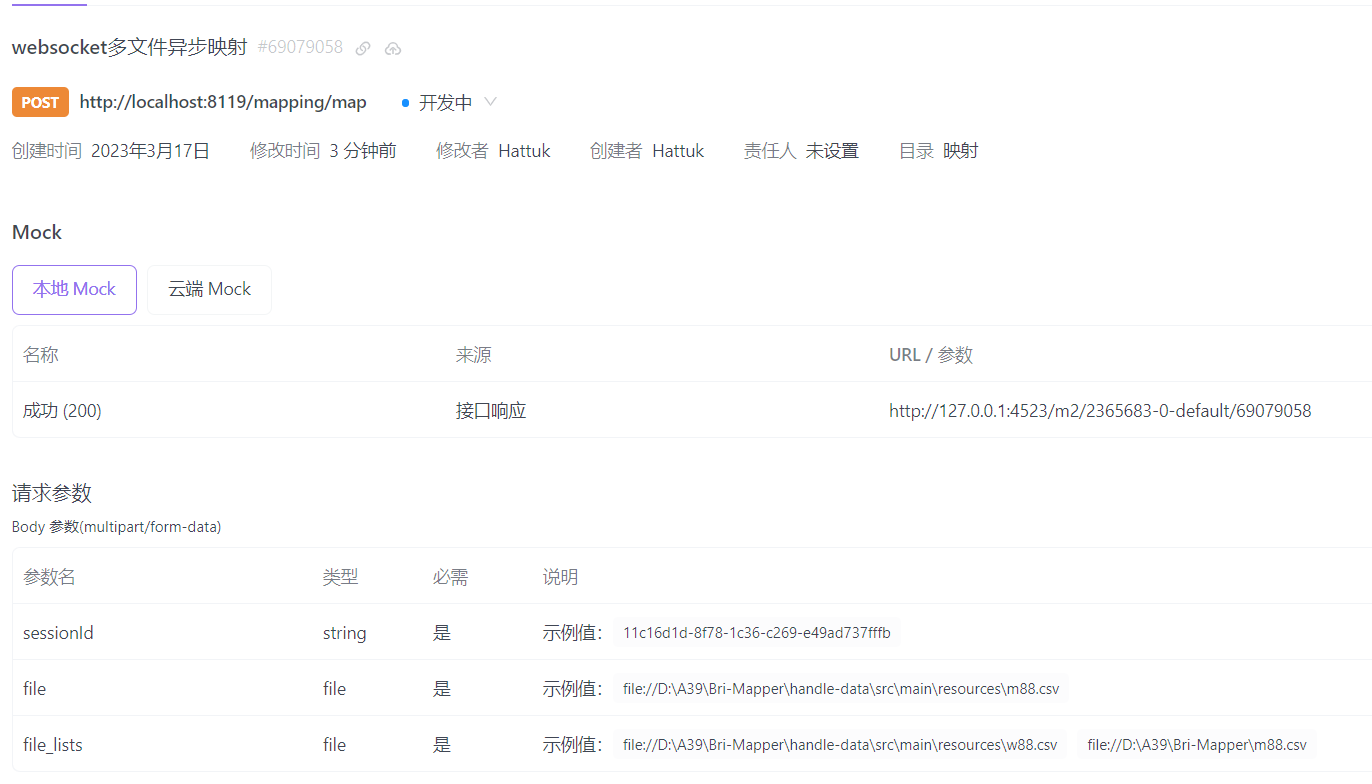 websocket多文件异步映射 #69079058
POST http://localhost:8119/mapping/map 开发中
创建时间 2023年3月17日 修改时间 3 分钟前 修改者 Hattuk 创建者 Hattuk 责任人 未设置 目录 映射
Mock
本地 Mock 云端 Mock
名称 来源 URL / 参数
成功 (200) 接口响应 http://127.0.0.1:4523/m2/2365683-0-default/69079058
请求参数
Body 参数(multipart/form-data)
参数名 类型 必需 说明
sessionId string 是 示例值： 11c16d1d-8f78-1c36-c269-e49ad737fffb
file file 是 示例值： file://D:\A39\Bri-Mapper\handle-data\src\main\resources\m88.csv
file_lists file 是 示例值： file://D:\A39\Bri-Mapper\handle-data\src\main\resources\w88.csv file://D:\A39\Bri-Mapper\m88.csv